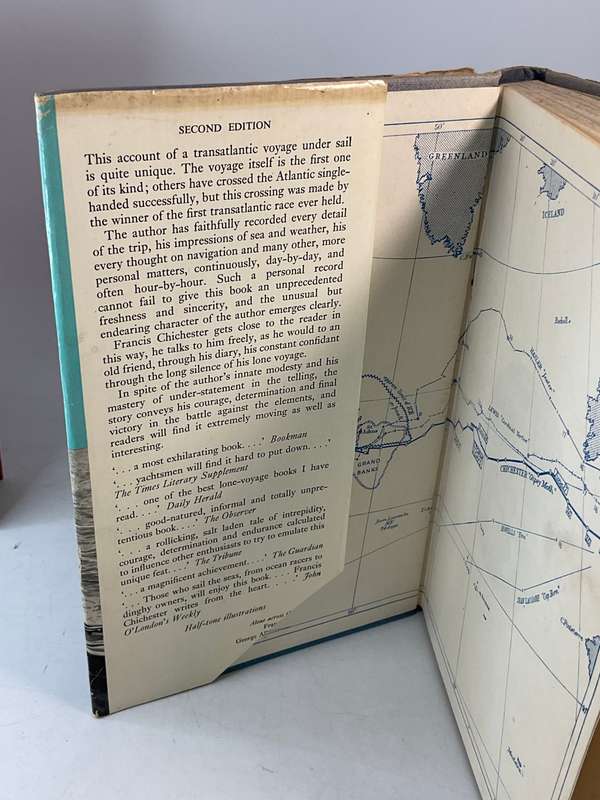 SECOND EDITION
This account of a transatlantic voyage under sail
is quite unique. The voyage itself is the first one
of its kind; others have crossed the Atlantic single-
handed successfully, but this crossing was made by
the winner of the first transatlantic race ever held.
The author has faithfully recorded every detail
of the trip, his impressions of sea and weather, his
every thought on navigation and many other, more
personal matters, continuously, day-by-day, and
often hour-by-hour. Such a personal record
cannot fail to give this book an unprecedented
freshness and sincerity, and the unusual but
endearing character of the author emerges clearly.
Francis Chichester gets close to the reader in
this way, he talks to him freely, as he would to an
old friend, through his diary, his constant confidant
through the long silence of his lone voyage.
In spite of the author's innate modesty and his
mastery of under-statement in the telling, the
story conveys his courage, determination and final
victory in the battle against the elements, and
readers will find it extremely moving as well as
interesting.
'. . . a most exhilarating book. . . .' Bookman
'. . . yachtsmen will find it hard to put down. . . .'
The Times Literary Supplement
'. . . one of the best lone-voyage books I have
read. . . .' Daily Herald
'. . . good-natured, informal and totally unpre-
tentious book. . . .' The Observer
'. . . a rollicking, salt laden tale of intrepidity,
courage, determination and endurance calculated
to influence other enthusiasts to try to emulate this
unique feat. . . .' The Tribune
'. . . a magnificent achievement. . . .' The Guardian
'. . . Those who sail the sea, from ocean racers to
dinghy owners, will enjoy this book. . . . Francis
Chichester writes from the heart. . . .' John
O'London's Weekly
Half-tone illustrations
Alone across
George A
50°
GREENLAND
ICELAND
GRAND
BANKS
CHICHESTER "Gipsy Moth"